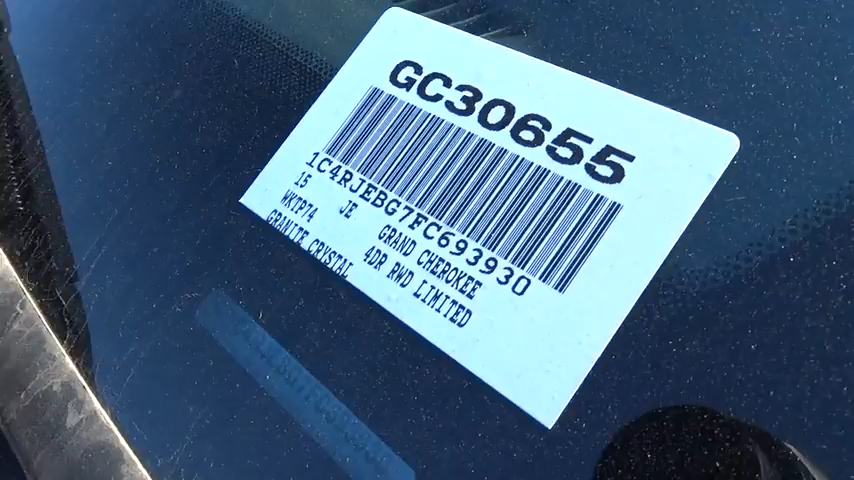 GC30655
1C4RJEBG7FC693930
15 JE GRAND CHEROKEE
WKTP74 4DR RWD LIMITED
GRANITE CRYSTAL